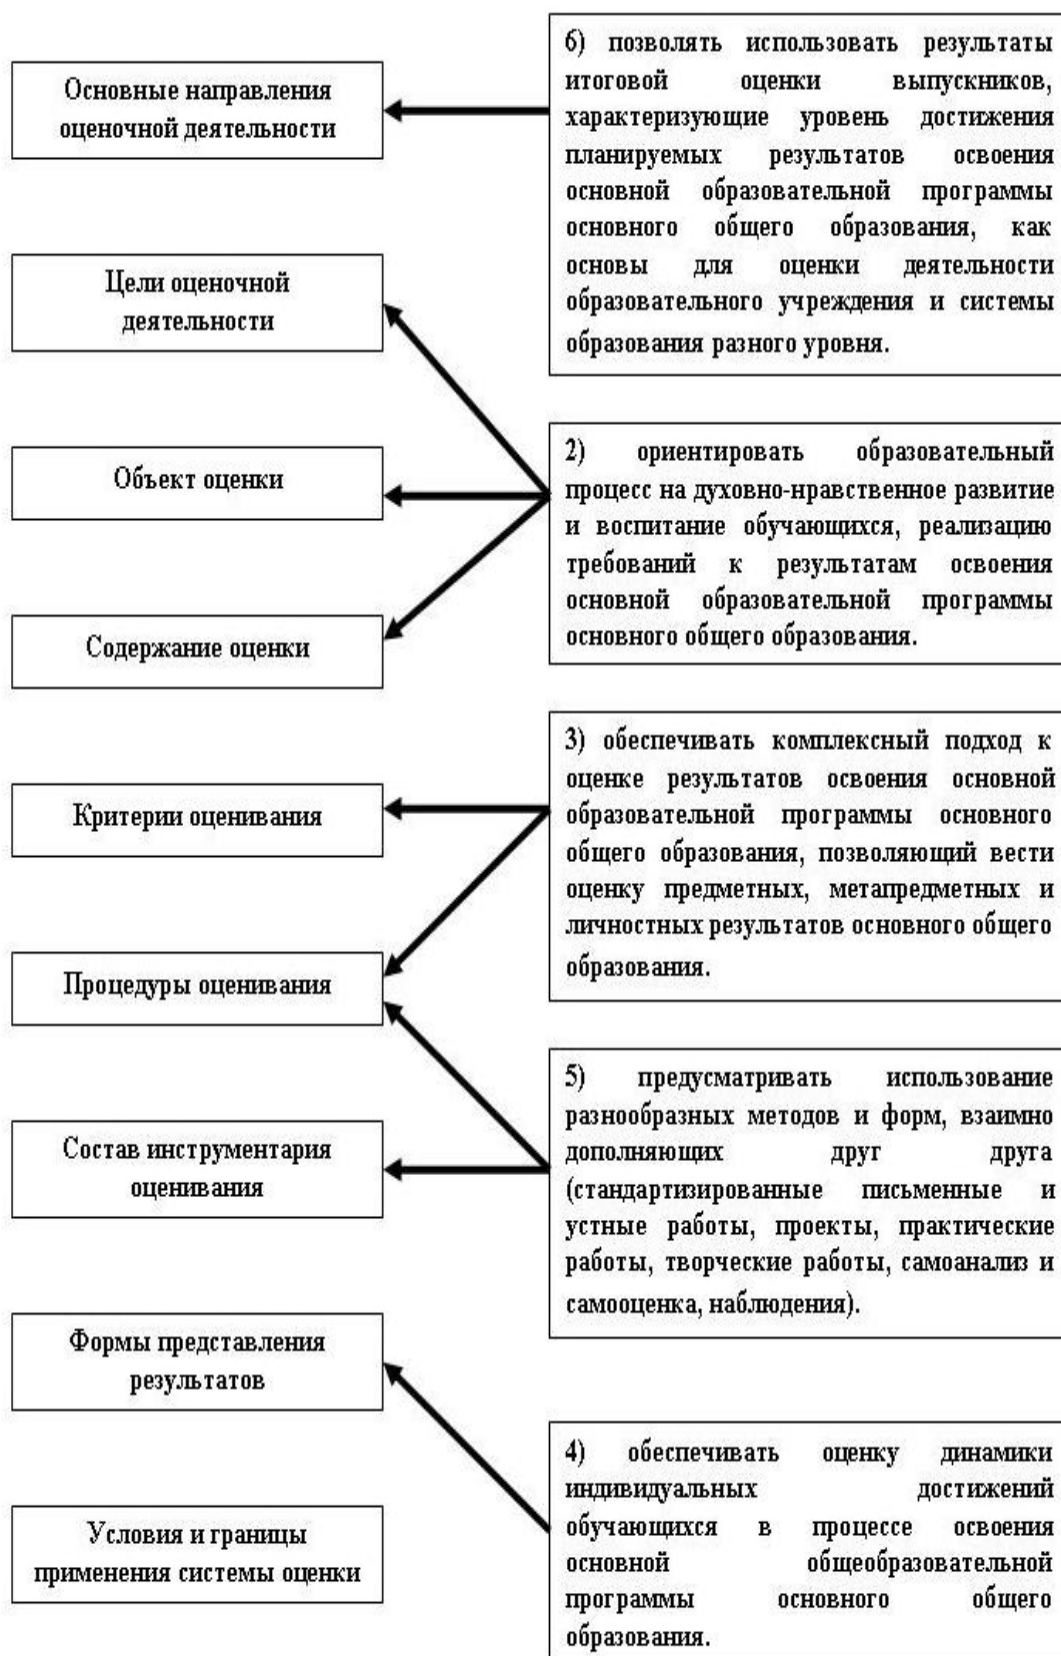 Основные направления
оценочной деятельности
Цели оценочной
деятельности
Объект оценки
Содержание оценки
Критерии оценивания
Процедуры оценивания
Состав инструментария
оценивания
Формы представления
результатов
Условия и границы
применения системы оценки
6) позволять использовать результаты
итоговой оценки выпускников,
характеризующие уровень достижения
планируемых результатов освоения
основной образовательной программы
основного общего образования, как
основы для оценки деятельности
образовательного учреждения и системы
образования разного уровня.
2) ориентировать образовательный
процесс на духовно-нравственное развитие
и воспитание обучающихся, реализацию
требований к результатам освоения
основной образовательной программы
основного общего образования.
3) обеспечивать комплексный подход к
оценке результатов освоения основной
образовательной программы основного
общего образования, позволяющий вести
оценку предметных, метапредметных и
личностных результатов основного общего
образования.
5) предусматривать использование
разнообразных методов и форм, взаимно
дополняющих друг друга
(стандартизированные письменные и
устные работы, проекты, практические
работы, творческие работы, самоанализ и
самооценка, наблюдения).
4) обеспечивать оценку динамики
индивидуальных достижений
обучающихся в процессе освоения
основной общеобразовательной
программы основного общего
образования.